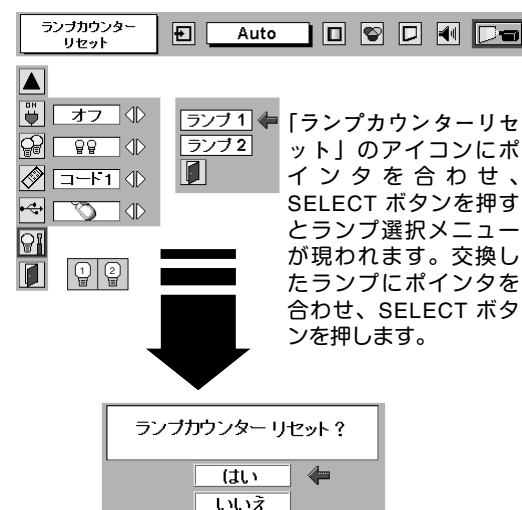 ランプカウンター
リセット
Auto
ON
オフ
コード1
1 2
ランプ 1
ランプ 2
「ランプカウンターリセ
ット」のアイコンにポ
インタを合わせ、
SELECT ボタンを押す
とランプ選択メニュー
が現われます。交換し
たランプにポインタを
合わせ、SELECT ボタ
ンを押します。
ランプカウンター リセット?
はい
いいえ